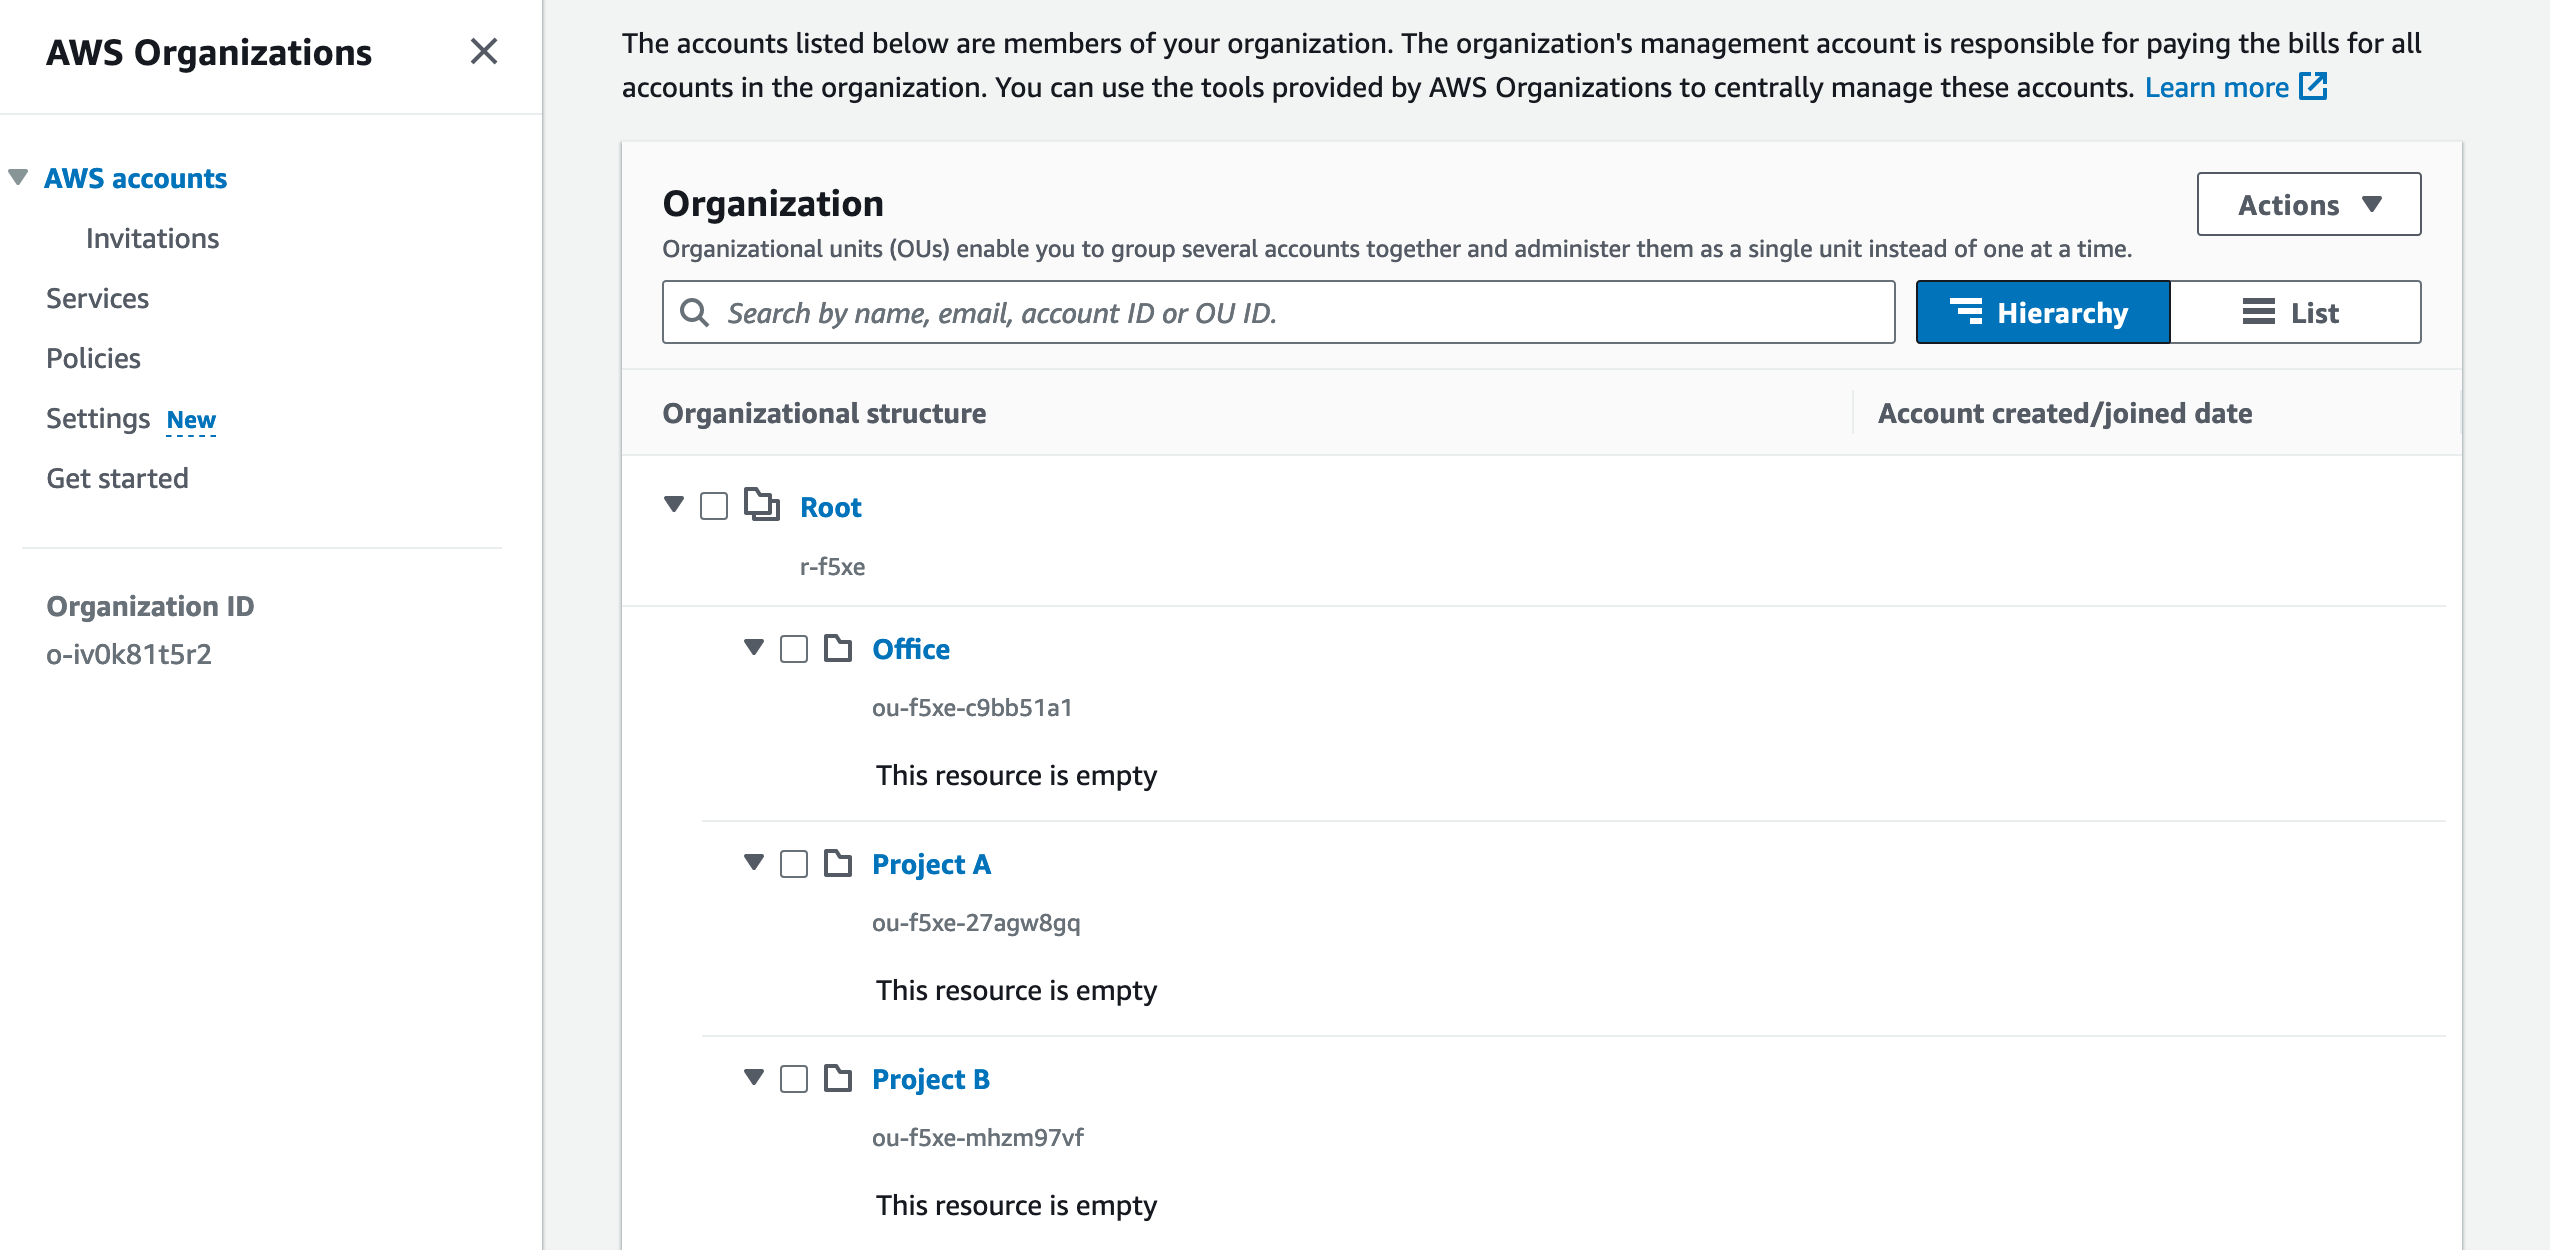 AWS Organizations
AWS accounts
Invitations
Services
Policies
Settings New
Get started
Organization ID
o-iv0k81t5r2
The accounts listed below are members of your organization. The organization's management account is responsible for paying the bills for all
accounts in the organization. You can use the tools provided by AWS Organizations to centrally manage these accounts. Learn more
Organization
Actions
Organizational units (OUs) enable you to group several accounts together and administer them as a single unit instead of one at a time.
Search by name, email, account ID or OU ID.
Hierarchy
List
Organizational structure
Account created/joined date
Root
r-f5xe
Office
ou-f5xe-c9bb51a1
This resource is empty
Project A
ou-f5xe-27agw8gq
This resource is empty
Project B
ou-f5xe-mhzm97vf
This resource is empty